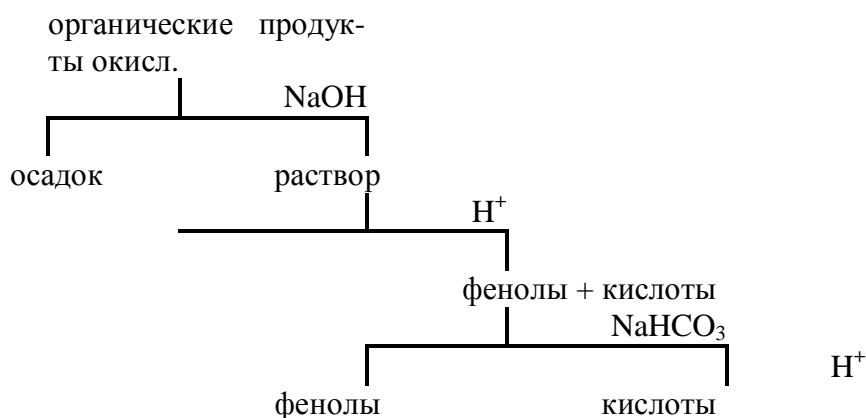 органические продук-
ты окисл.
NaOH
осадок раствор
H⁺
фенолы + кислоты
NaHCO₃
H⁺
фенолы кислоты